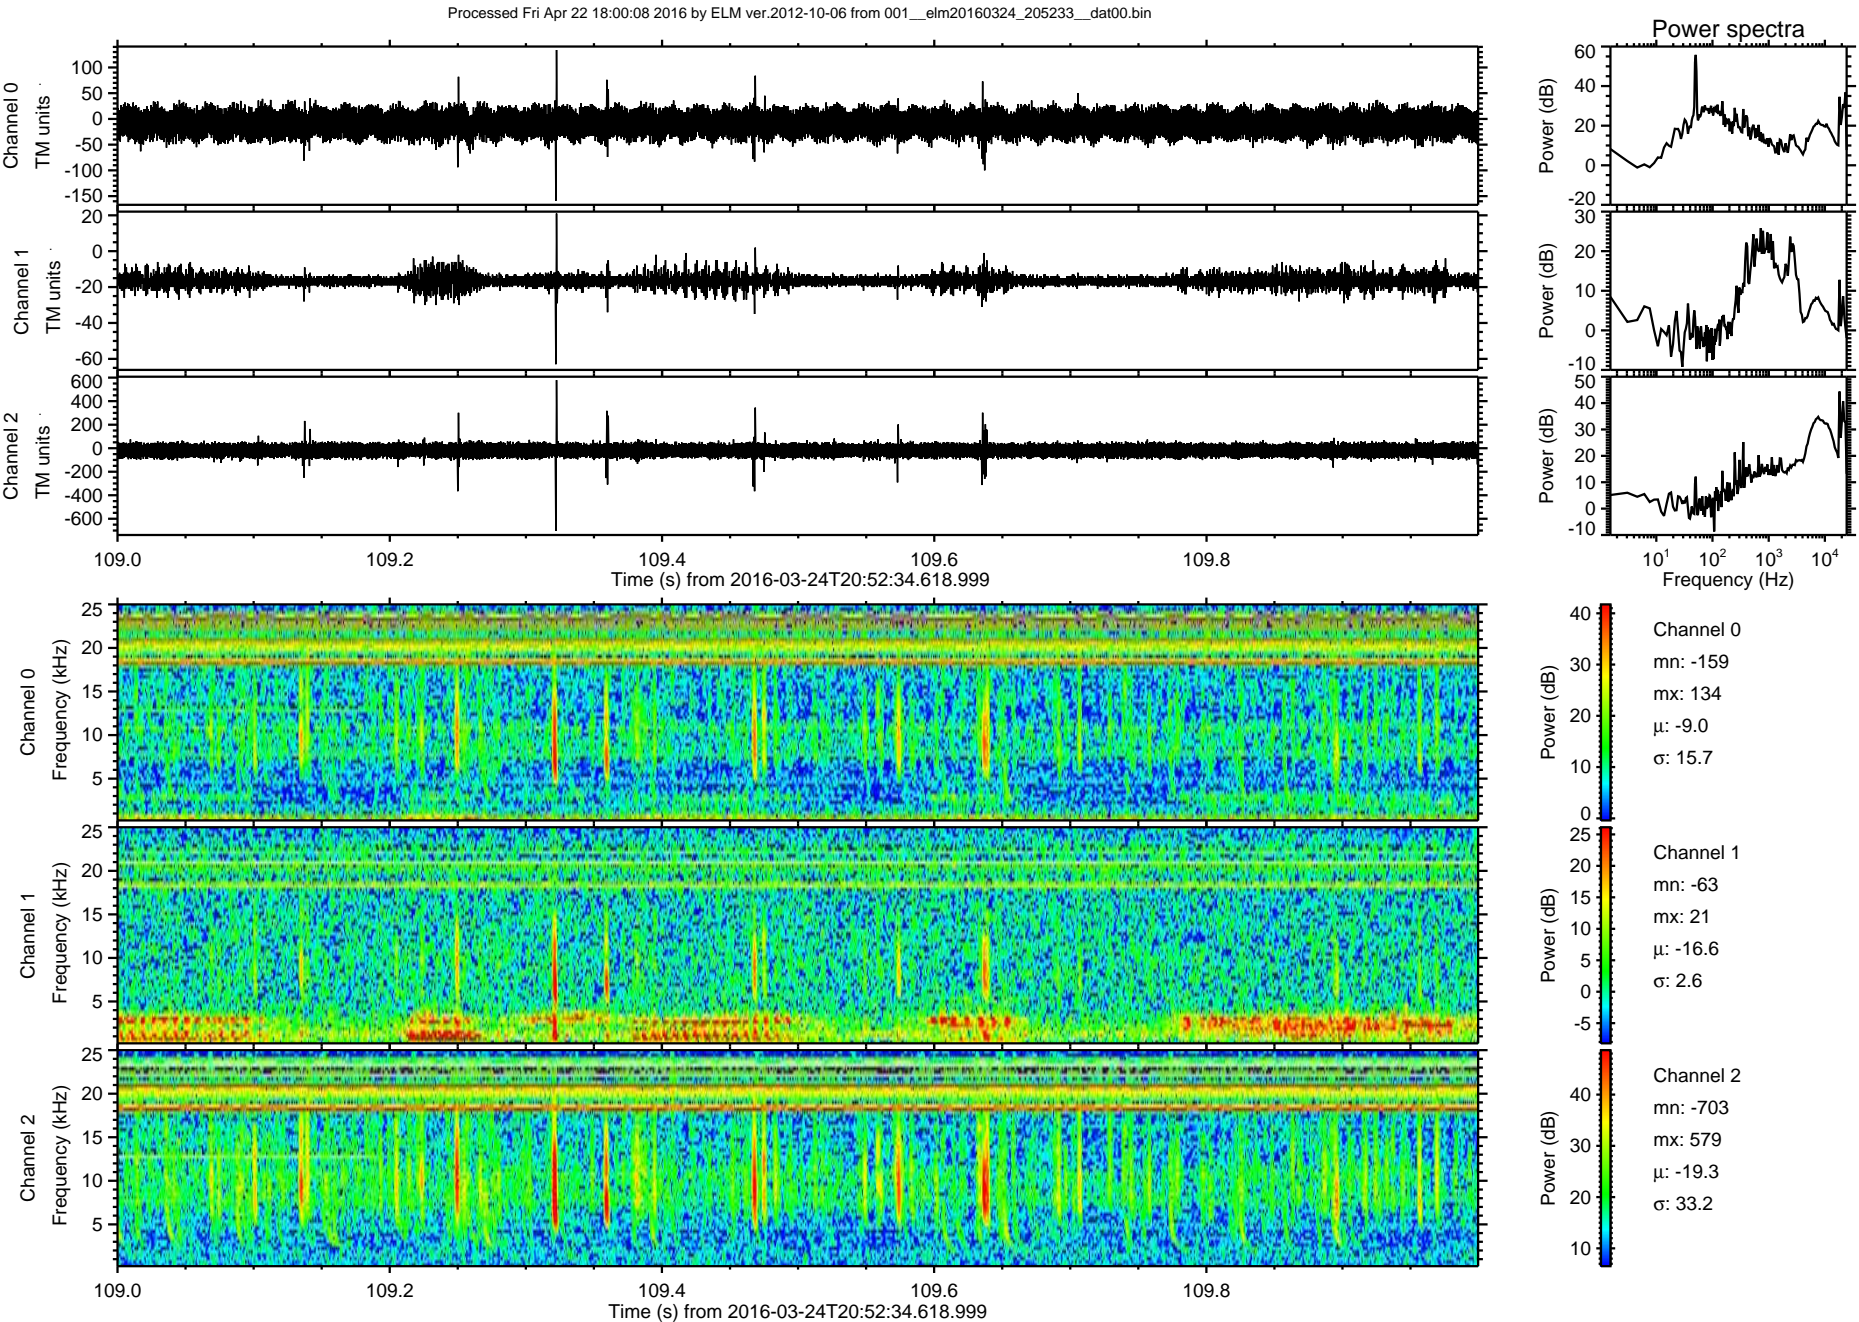 Processed Fri Apr 22 18:00:08 2016 by ELM ver.2012-10-06 from 001__elm20160324_205233__dat00.bin
Power spectra
Channel 0
TM units
100
50
0
-50
-100
-150
Power (dB)
60
40
20
0
-20
Channel 1
TM units
20
0
-20
-40
-60
Power (dB)
30
20
10
0
-10
Channel 2
TM units
600
400
200
0
-200
-400
-600
Power (dB)
50
40
30
20
10
0
-10
109.0 109.2 109.4 109.6 109.8
Time (s) from 2016-03-24T20:52:34.618.999
10^1 10^2 10^3 10^4
Frequency (Hz)
Channel 0
Frequency (kHz)
25
20
15
10
5
Power (dB)
40
30
20
10
0
Channel 0
mn: -159
mx: 134
μ: -9.0
σ: 15.7
Channel 1
Frequency (kHz)
25
20
15
10
5
Power (dB)
25
20
15
10
5
0
-5
Channel 1
mn: -63
mx: 21
μ: -16.6
σ: 2.6
Channel 2
Frequency (kHz)
25
20
15
10
5
Power (dB)
40
30
20
10
Channel 2
mn: -703
mx: 579
μ: -19.3
σ: 33.2
109.0 109.2 109.4 109.6 109.8
Time (s) from 2016-03-24T20:52:34.618.999